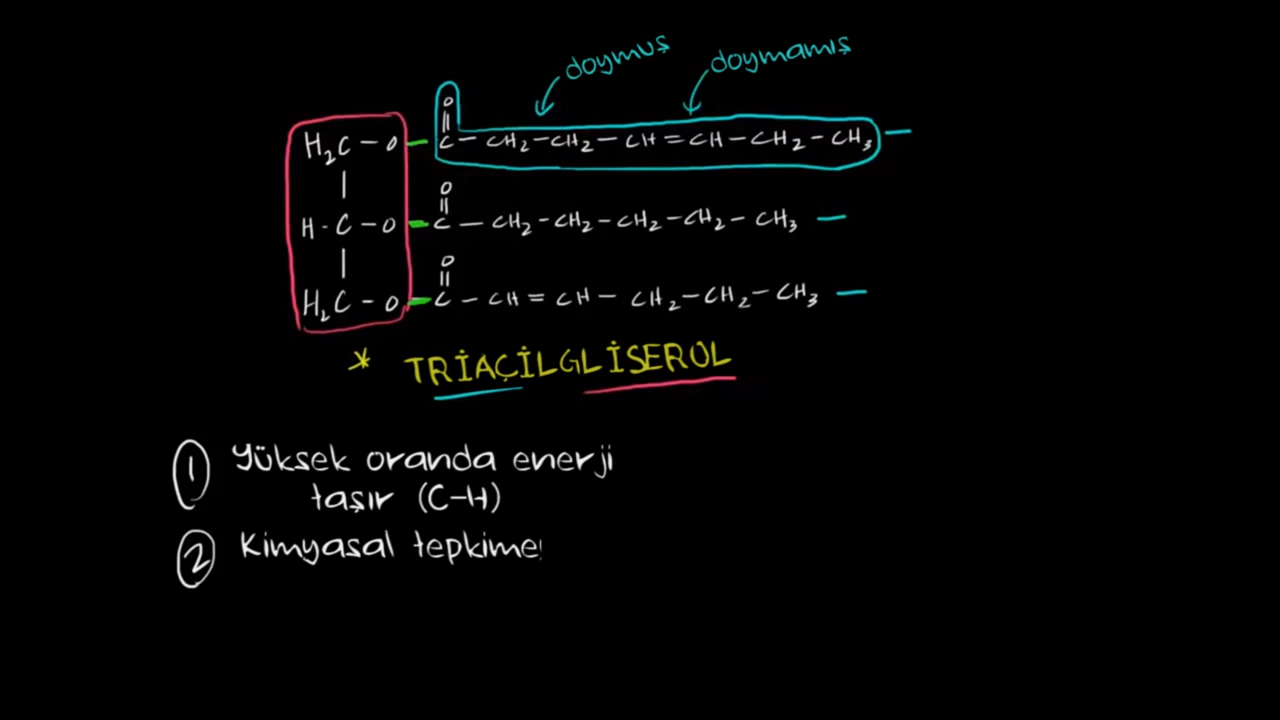 doymuş doymamış
O
||
H₂C – O – C – CH₂ – CH₂ – CH = CH – CH₂ – CH₃ –
|
O
||
H · C – O – C – CH₂ – CH₂ – CH₂ – CH₂ – CH₃ –
|
O
||
H₂C – O – C – CH = CH – CH₂ – CH₂ – CH₃ –
* TRİAÇİLGLİSEROL
1 Yüksek oranda enerji
taşır (C–H)
2 Kimyasal tepkime